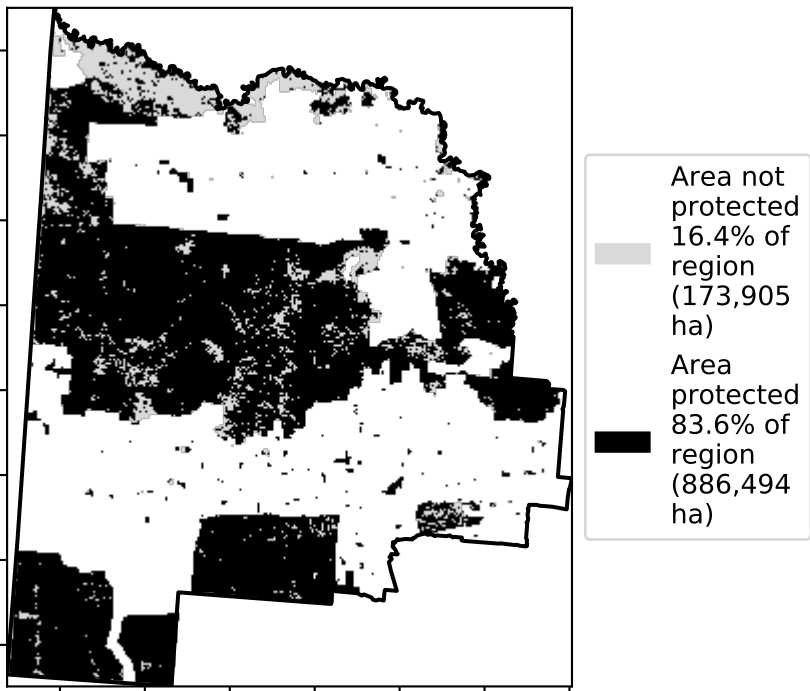 Area not
protected
16.4% of
region
(173,905
ha)
Area
protected
83.6% of
region
(886,494
ha)